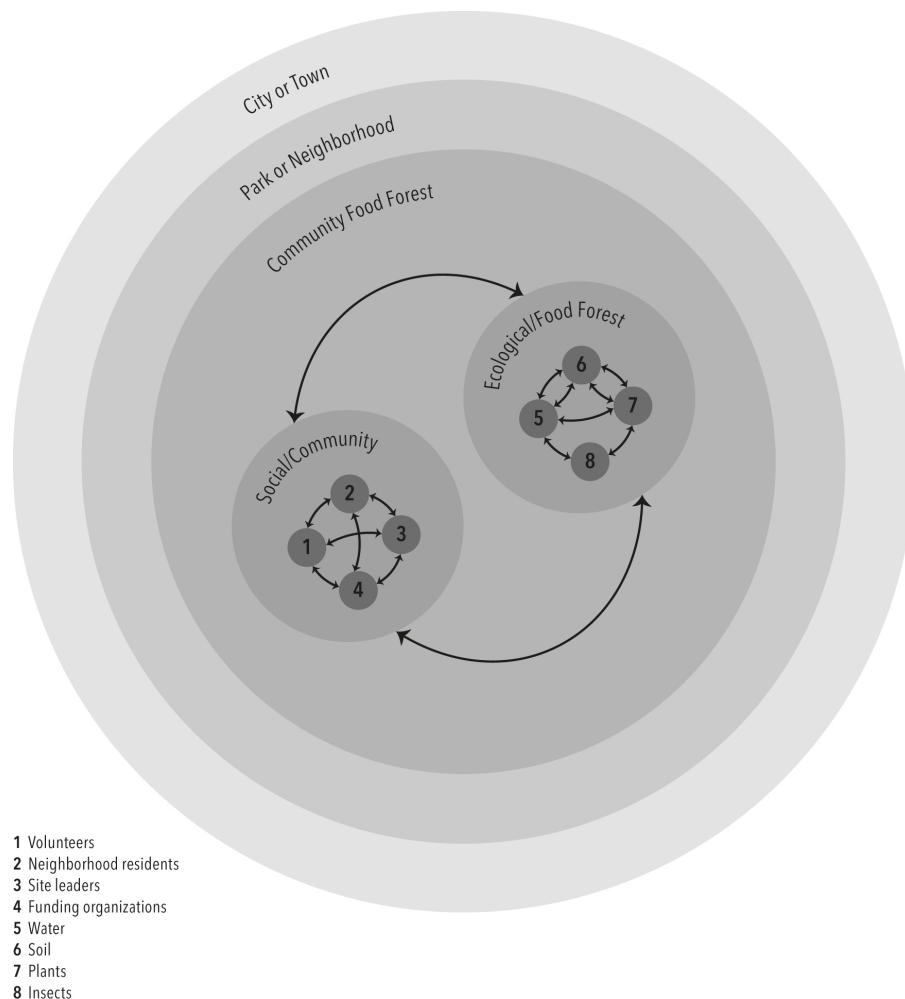 City or Town
Park or Neighborhood
Community Food Forest
Ecological/Food Forest
6
5
7
8
Social/Community
2
1
3
4
1 Volunteers
2 Neighborhood residents
3 Site leaders
4 Funding organizations
5 Water
6 Soil
7 Plants
8 Insects